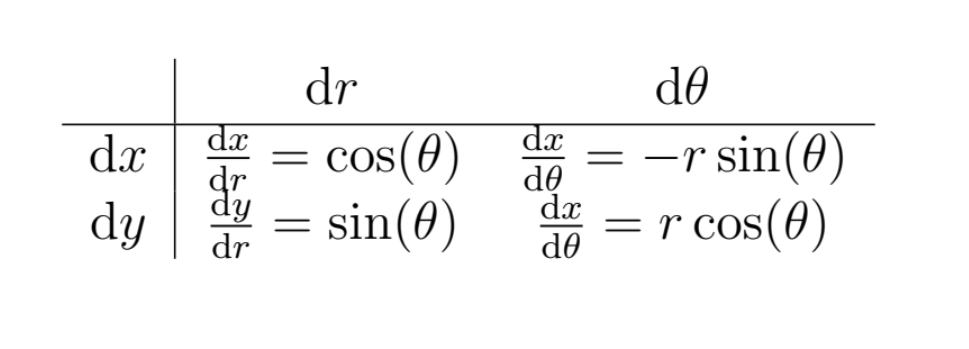 dr dθ
dx dx/dr = cos(θ) dx/dθ = −r sin(θ)
dy dy/dr = sin(θ) dx/dθ = r cos(θ)